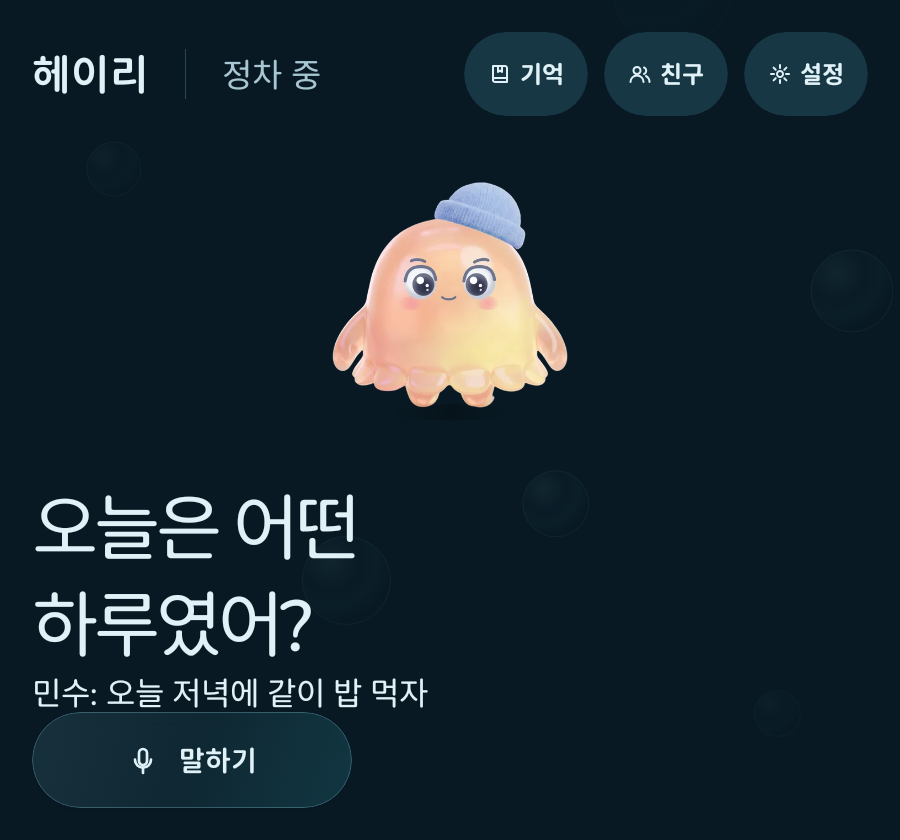 헤이리
정차 중
기억
친구
설정
오늘은 어떤
하루였어?
민수: 오늘 저녁에 같이 밥 먹자
말하기